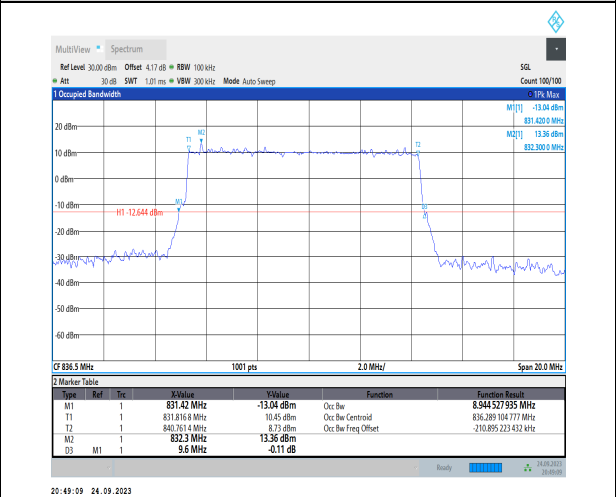 MultiView Spectrum
Ref Level 30.00 dBm Offset 4.17 dB RBW 100 kHz SGL
Att 30 dB SWT 1.01 ms VBW 300 kHz Mode Auto Sweep Count 100/100
1 Occupied Bandwidth 1Pk Max
M1[1] -13.04 dBm
831.4200 MHz
M2[1] 13.36 dBm
832.3000 MHz
20 dBm
M2
T1 T2
10 dBm
0 dBm
-10 dBm
M1 D3
H1 -12.644 dBm
-20 dBm
-30 dBm
-40 dBm
-50 dBm
-60 dBm
CF 836.5 MHz 1001 pts 2.0 MHz/ Span 20.0 MHz
2 Marker Table
Type Ref Trc X-Value Y-Value Function Function Result
M1 1 831.42 MHz -13.04 dBm Occ Bw 8.944 527 935 MHz
T1 1 831.816 8 MHz 10.45 dBm Occ Bw Centroid 836.289 104 777 MHz
T2 1 840.761 4 MHz 8.73 dBm Occ Bw Freq Offset -210.895 223 432 kHz
M2 1 832.3 MHz 13.36 dBm
D3 M1 1 9.6 MHz -0.11 dB
Ready 24.09.2023
20:49:09
20:49:09 24.09.2023